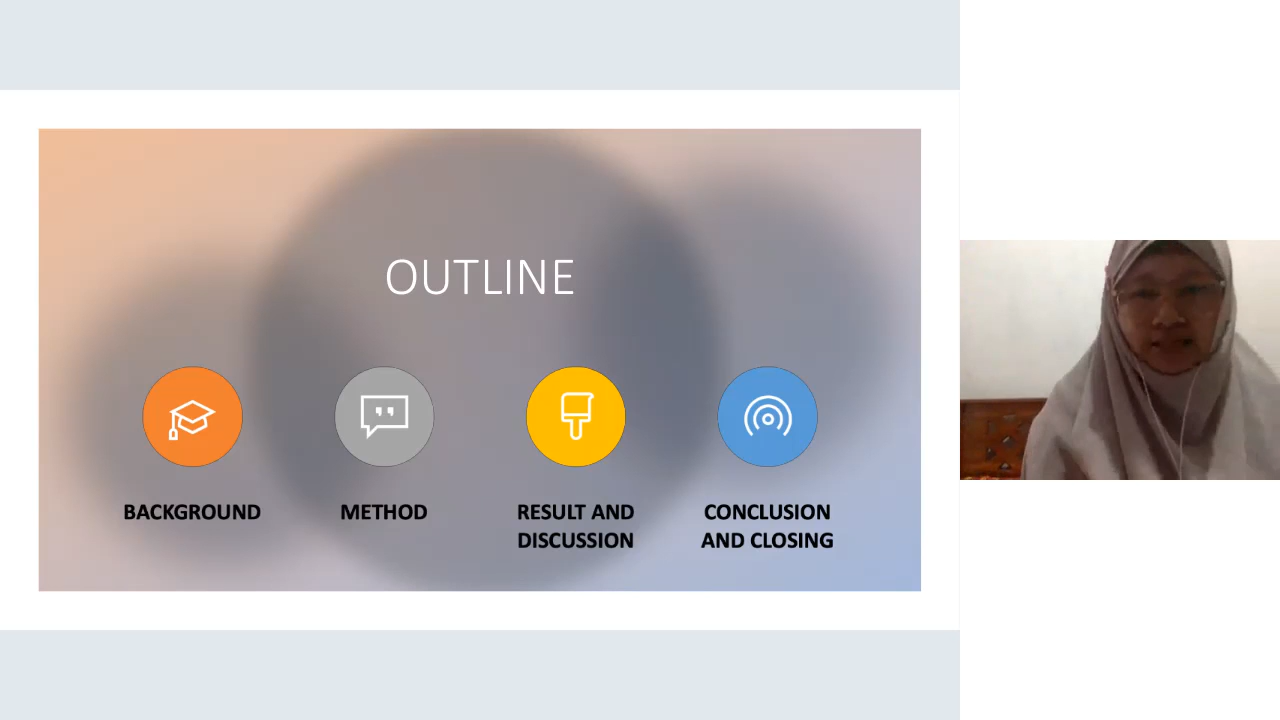 OUTLINE
BACKGROUND
METHOD
RESULT AND
DISCUSSION
CONCLUSION
AND CLOSING